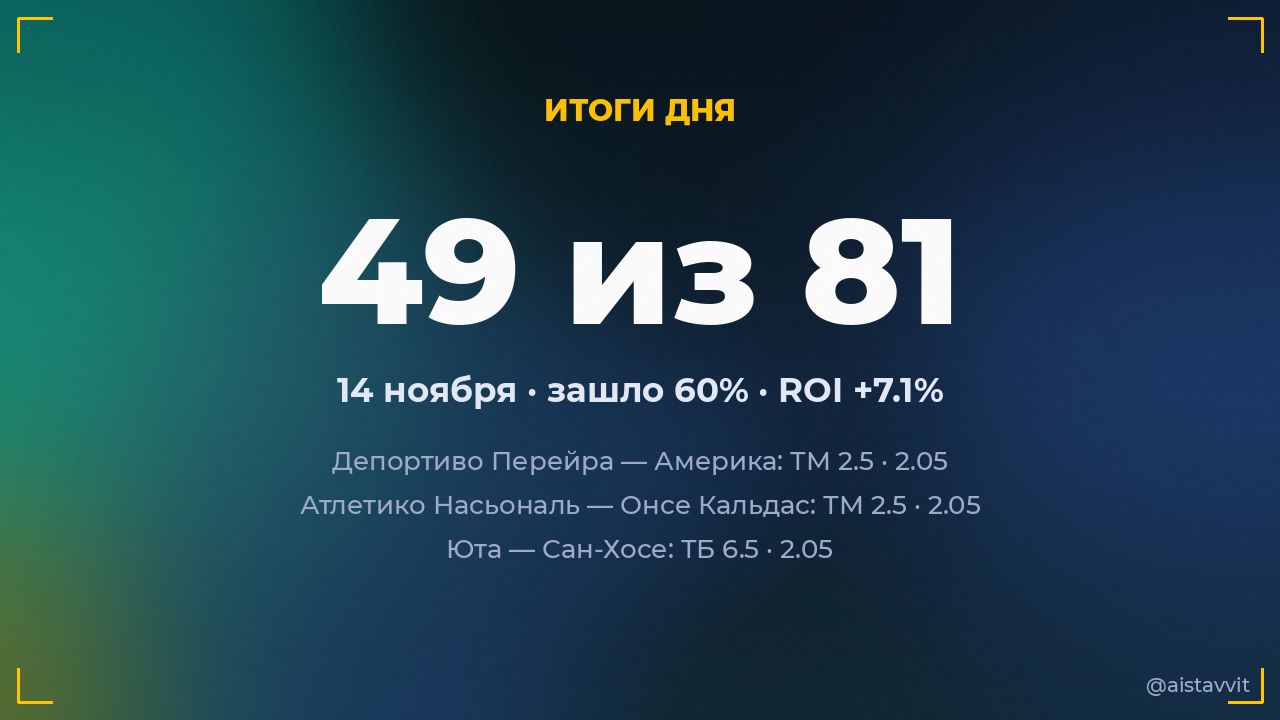 ИТОГИ ДНЯ
49 из 81
14 ноября · зашло 60% · ROI +7.1%
Депортиво Перейра — Америка: ТМ 2.5 · 2.05
Атлетико Насьональ — Онсе Кальдас: ТМ 2.5 · 2.05
Юта — Сан-Хосе: ТБ 6.5 · 2.05
@aistavvit